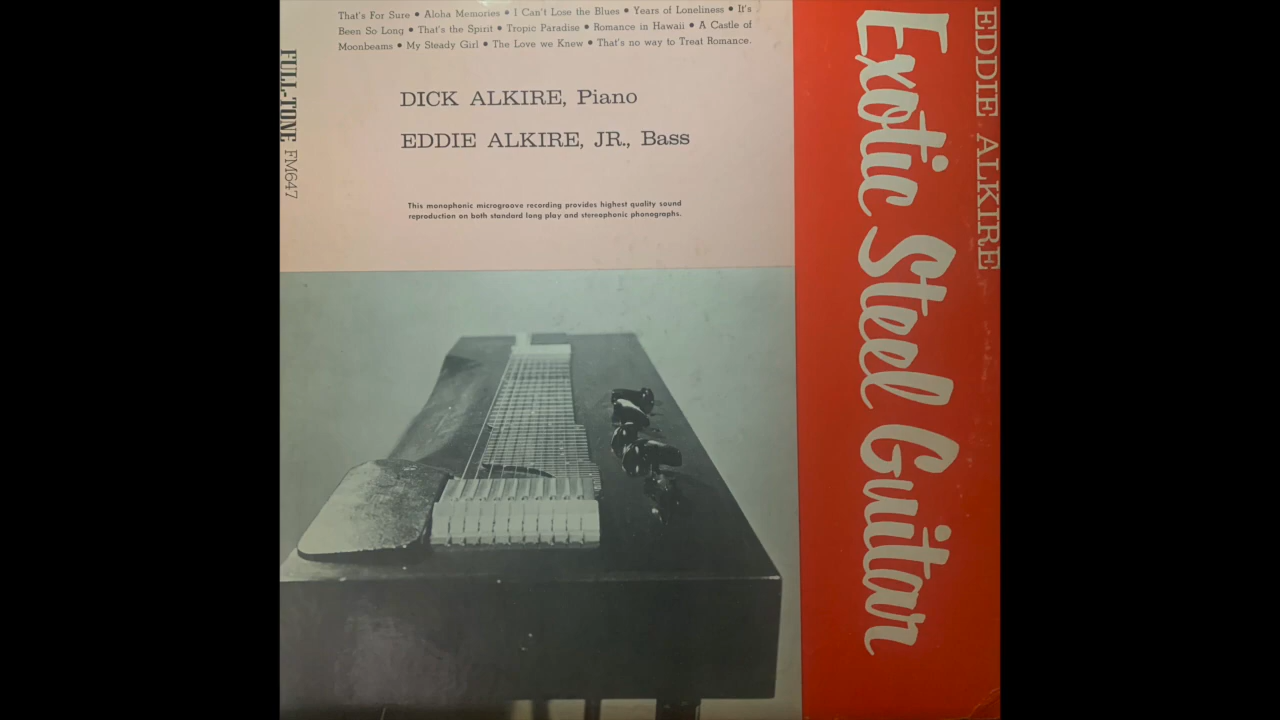 That's For Sure • Aloha Memories • I Can't Lose the Blues • Years of Loneliness • It's
Been So Long • That's the Spirit • Tropic Paradise • Romance in Hawaii • A Castle of
Moonbeams • My Steady Girl • The Love we Knew • That's no way to Treat Romance.
DICK ALKIRE, Piano
EDDIE ALKIRE, JR., Bass
This monophonic microgroove recording provides highest quality sound
reproduction on both standard long play and stereophonic phonographs.
FULL-TONE FM647
EDDIE ALKIRE
Exotic Steel Guitar